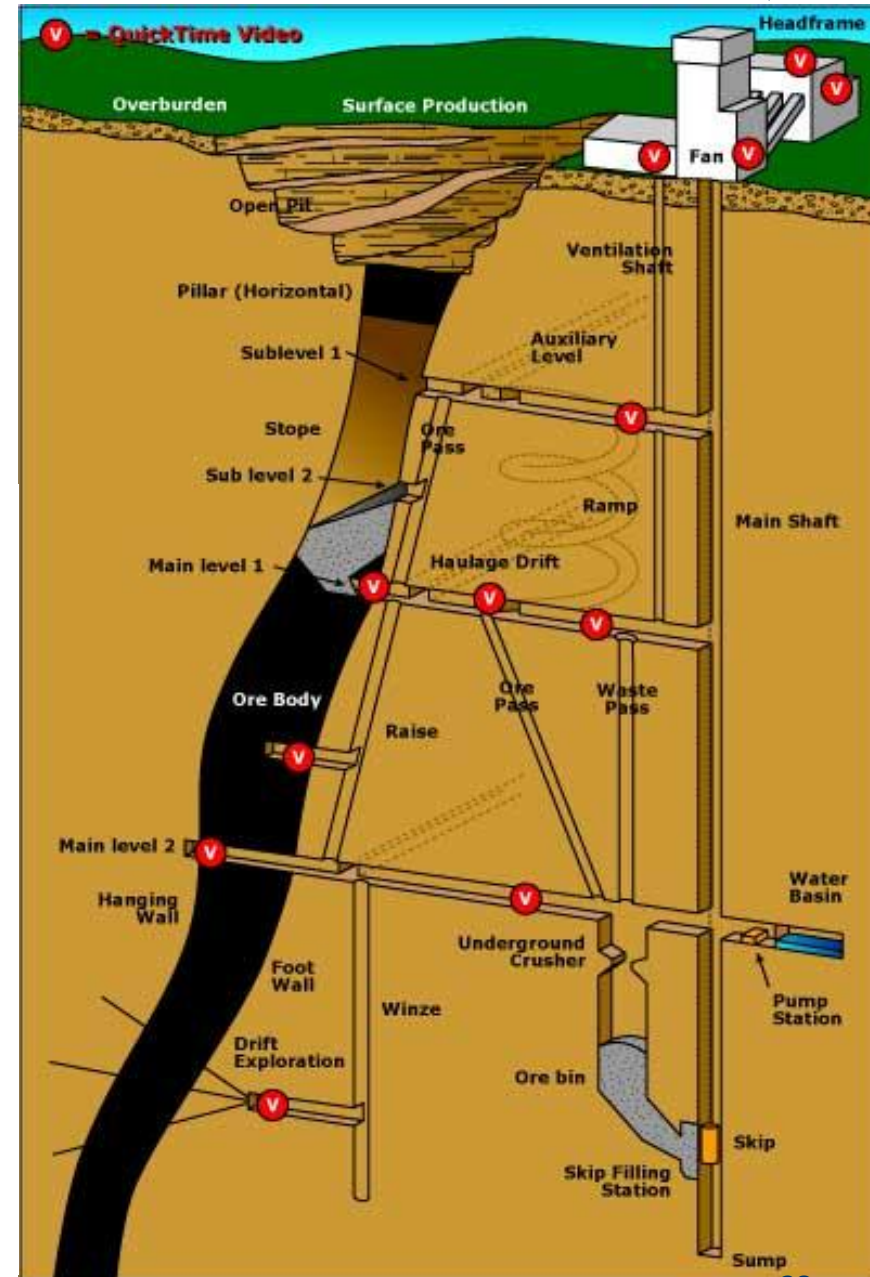 Headframe
V = QuickTime Video
V
V
Overburden
Surface Production
V
Fan
V
Open Pit
Ventilation
Shaft
Pillar (Horizontal)
Auxiliary
Level
Sublevel 1
V
Stope
Ore
Pass
Sub level 2
Ramp
Main Shaft
Main level 1
Haulage Drift
V
V
V
Ore Body
Ore
Pass
Waste
Pass
Raise
V
Main level 2
V
Water
Basin
Hanging
Wall
V
Underground
Crusher
Foot
Wall
Winze
Pump
Station
Drift
Exploration
Ore bin
V
Skip
Skip Filling
Station
Sump